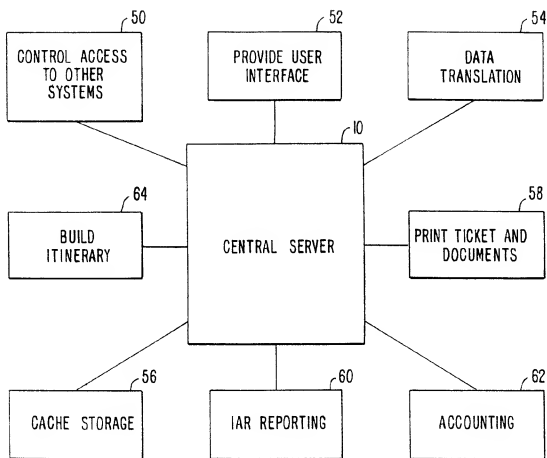 50
52
54
CONTROL ACCESS
TO OTHER
SYSTEMS
PROVIDE USER
INTERFACE
DATA
TRANSLATION
10
64
58
BUILD
ITINERARY
CENTRAL SERVER
PRINT TICKET AND
DOCUMENTS
56
60
62
CACHE STORAGE
IAR REPORTING
ACCOUNTING